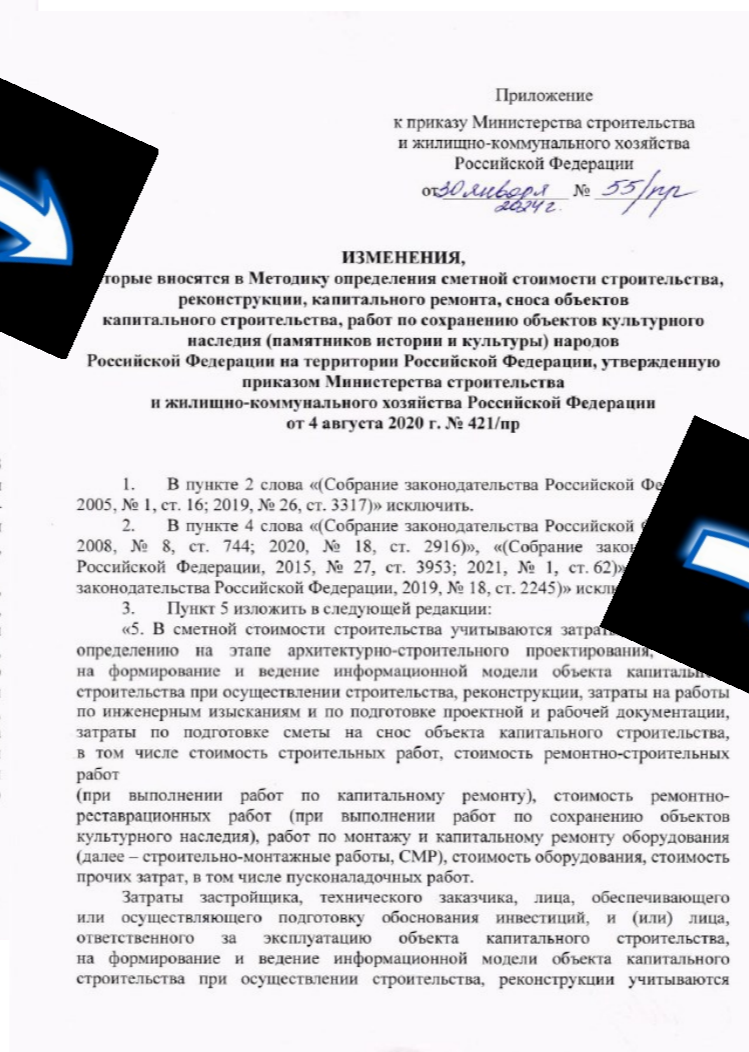 Приложение
к приказу Министерства строительства
и жилищно-коммунального хозяйства
Российской Федерации
от 30 января 2024 г. № 55/пр
ИЗМЕНЕНИЯ,
вносятся в Методику определения сметной стоимости строительства,
реконструкции, капитального ремонта, сноса объектов
капитального строительства, работ по сохранению объектов культурного
наследия (памятников истории и культуры) народов
Российской Федерации на территории Российской Федерации, утвержденную
приказом Министерства строительства
и жилищно-коммунального хозяйства Российской Федерации
от 4 августа 2020 г. № 421/пр
1. В пункте 2 слова «(Собрание законодательства Российской
2005, № 1, ст. 16; 2019, № 26, ст. 3317)» исключить.
2. В пункте 4 слова «(Собрание законодательства Российской
2008, № 8, ст. 744; 2020, № 18, ст. 2916)», «(Собрание
Российской Федерации, 2015, № 27, ст. 3953; 2021, № 1, ст. 62)»
законодательства Российской Федерации, 2019, № 18, ст. 2245)»
3. Пункт 5 изложить в следующей редакции:
«5. В сметной стоимости строительства учитываются
определению на этапе архитектурно-строительного проектирования,
на формирование и ведение информационной модели объекта капитального
строительства при осуществлении строительства, реконструкции, затраты на работы
по инженерным изысканиям и по подготовке проектной и рабочей документации,
затраты по подготовке сметы на снос объекта капитального строительства,
в том числе стоимость строительных работ, стоимость ремонтно-строительных
работ
(при выполнении работ по капитальному ремонту), стоимость ремонтно-
реставрационных работ (при выполнении работ по сохранению объектов
культурного наследия), работ по монтажу и капитальному ремонту оборудования
(далее – строительно-монтажные работы, СМР), стоимость оборудования, стоимость
прочих затрат, в том числе пусконаладочных работ.
Затраты застройщика, технического заказчика, лица, обеспечивающего
или осуществляющего подготовку обоснования инвестиций, и (или) лица,
ответственного за эксплуатацию объекта капитального строительства,
на формирование и ведение информационной модели объекта капитального
строительства при осуществлении строительства, реконструкции учитываются